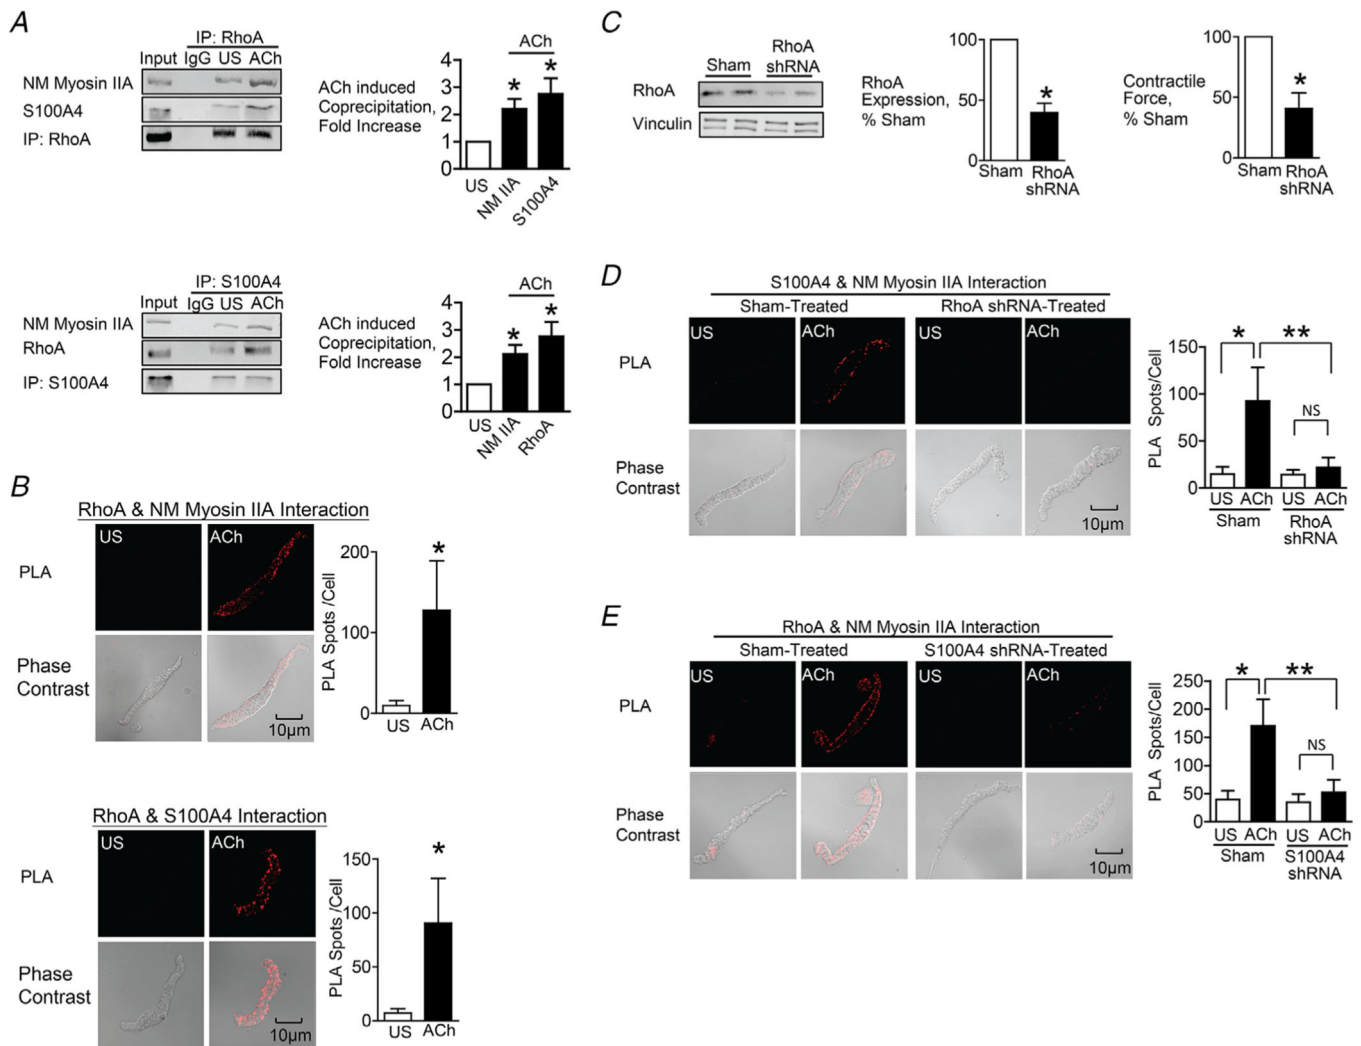 A
IP: RhoA
Input IgG US ACh
NM Myosin IIA
S100A4
IP: RhoA
ACh induced
Coprecipitation,
Fold Increase
ACh
4
3
2
1
0
* *
US
NM IIA
S100A4
IP: S100A4
Input IgG US ACh
NM Myosin IIA
RhoA
IP: S100A4
ACh induced
Coprecipitation,
Fold Increase
ACh
4
3
2
1
0
* *
US
NM IIA
RhoA
B
RhoA & NM Myosin IIA Interaction
US ACh
PLA
Phase
Contrast
10µm
PLA Spots /Cell
200
100
0
*
US ACh
RhoA & S100A4 Interaction
US ACh
PLA
Phase
Contrast
10µm
PLA Spots /Cell
150
100
50
0
*
US ACh
C
Sham RhoA
shRNA
RhoA
Vinculin
RhoA
Expression,
% Sham
100
50
0
*
Sham RhoA
shRNA
Contractile
Force,
% Sham
100
50
0
*
Sham RhoA
shRNA
D
S100A4 & NM Myosin IIA Interaction
Sham-Treated RhoA shRNA-Treated
US ACh US ACh
PLA
Phase
Contrast
10µm
PLA Spots/Cell
150
100
50
0
* **
NS
US ACh US ACh
Sham RhoA
shRNA
E
RhoA & NM Myosin IIA Interaction
Sham-Treated S100A4 shRNA-Treated
US ACh US ACh
PLA
Phase
Contrast
10µm
PLA Spots/Cell
250
200
150
100
50
0
* **
NS
US ACh US ACh
Sham S100A4
shRNA